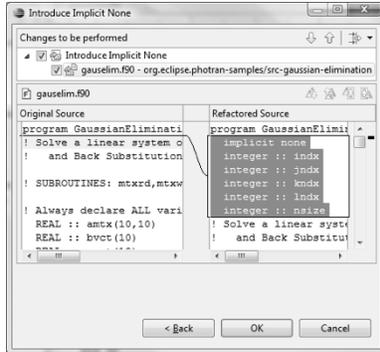 Introduce Implicit None
Changes to be performed
Introduce Implicit None
gauselim.f90 - org.eclipse.photran-samples/src-gaussian-elimination
gauselim.f90
Original Source
program GaussianEliminati
! Solve a linear system o
! and Back Substitution
! SUBROUTINES: mtxrd,mtxw
! Always declare ALL vari
REAL :: amtx(10,10)
REAL :: bvct(10)
Refactored Source
program GaussianElimi
implicit none
integer :: indx
integer :: jndx
integer :: kndx
integer :: lndx
integer :: nsize
! Solve a linear syste
! and Back Substitut
< Back
OK
Cancel